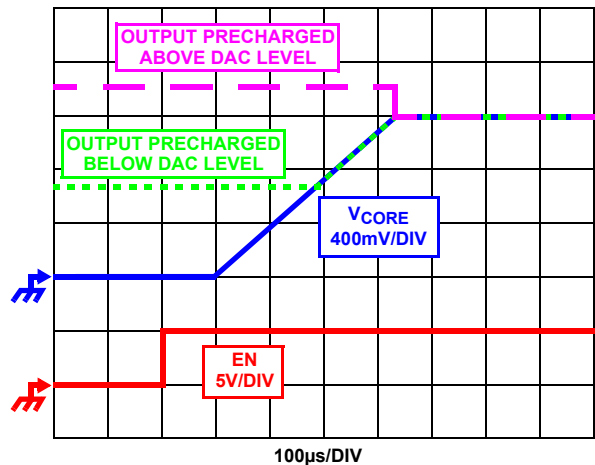 OUTPUT PRECHARGED
ABOVE DAC LEVEL
OUTPUT PRECHARGED
BELOW DAC LEVEL
VCORE
400mV/DIV
EN
5V/DIV
100µs/DIV